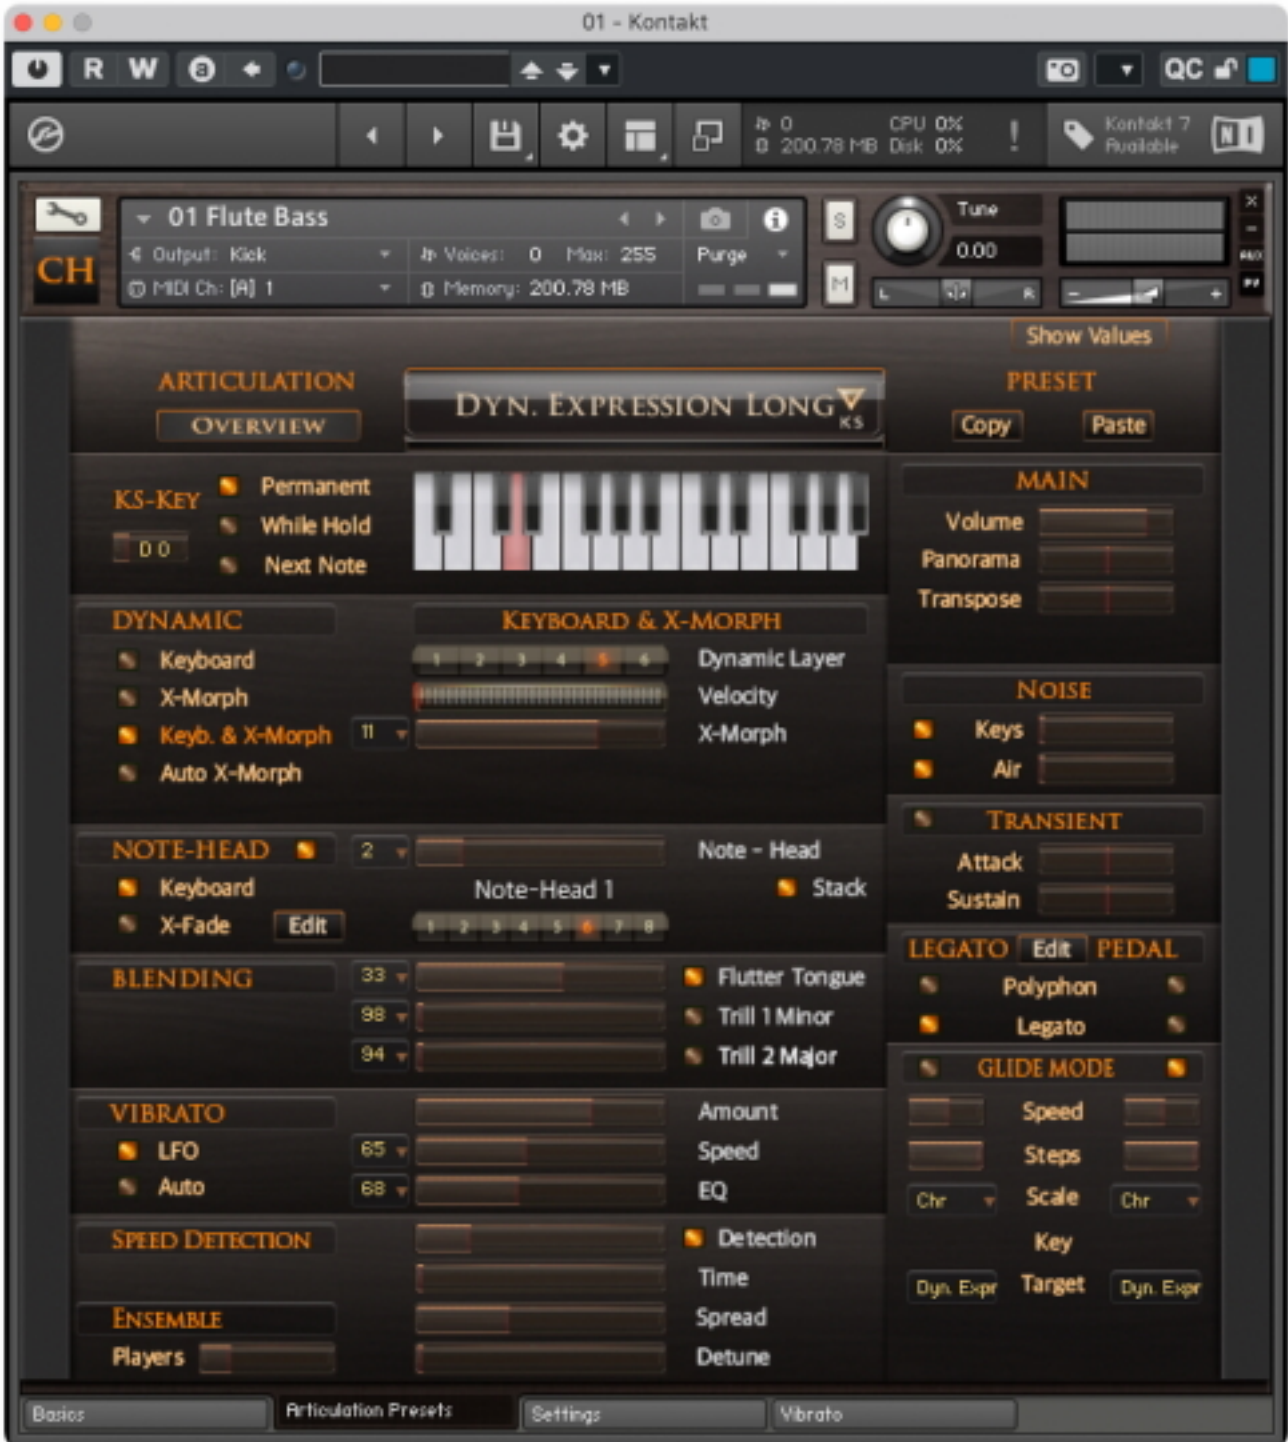 01 - Kontakt
R W a QC
0 CPU 0% ! Kontakt 7
200.78 MB Disk 0% Available NI
01 Flute Bass i S Tune
Output: Kick Voices: 0 Max: 255 Purge 0.00
CH
MIDI Ch: [A] 1 Memory: 200.78 MB M L R - +
Show Values
ARTICULATION DYN. EXPRESSION LONG KS PRESET
OVERVIEW Copy Paste
KS-KEY Permanent MAIN
D 0 While Hold Volume
Next Note Panorama
Transpose
DYNAMIC KEYBOARD & X-MORPH
Keyboard 1 2 3 4 5 6 Dynamic Layer
X-Morph Velocity NOISE
Keyb. & X-Morph 11 X-Morph Keys
Auto X-Morph Air
TRANSIENT
NOTE-HEAD 2 Note - Head Attack
Keyboard Note-Head 1 Stack Sustain
X-Fade Edit 1 2 3 4 5 6 7 8
LEGATO Edit PEDAL
BLENDING 33 Flutter Tongue Polyphon
98 Trill 1 Minor Legato
94 Trill 2 Major GLIDE MODE
VIBRATO Amount Speed
LFO 65 Speed Steps
Auto 68 EQ Chr Scale Chr
SPEED DETECTION Detection Key
Time Dyn. Expr Target Dyn. Expr
ENSEMBLE Spread
Players Detune
Basics Articulation Presets Settings Vibrato